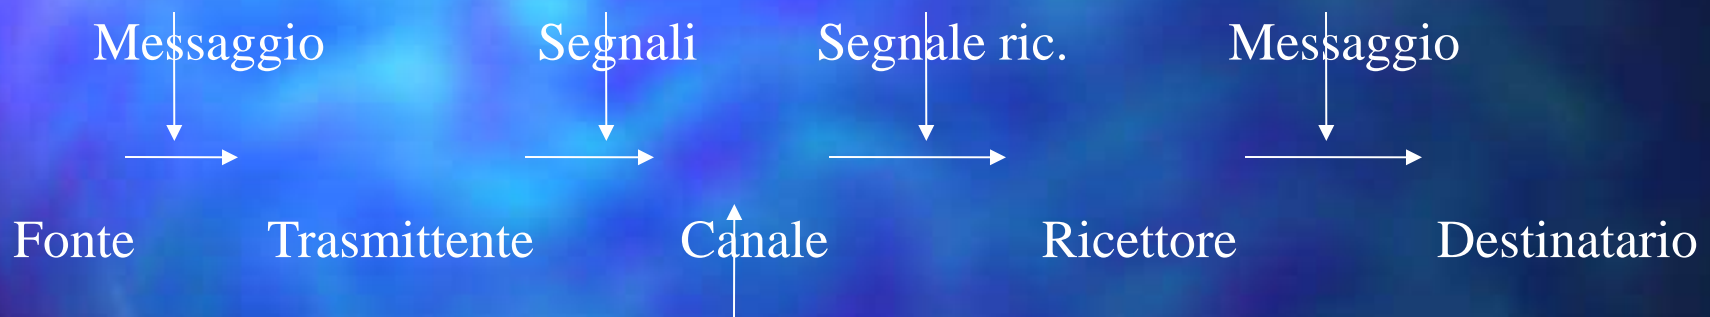 Messaggio Segnali Segnale ric. Messaggio
Fonte Trasmittente Canale Ricettore Destinatario